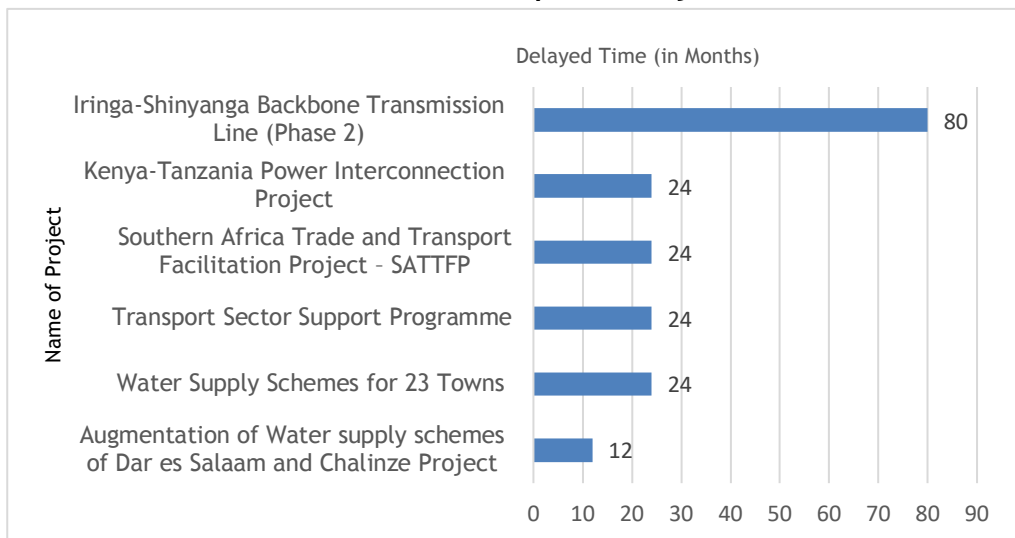 Delayed Time (in Months)
Name of Project
Iringa-Shinyanga Backbone Transmission
Line (Phase 2)
80
Kenya-Tanzania Power Interconnection
Project
24
Southern Africa Trade and Transport
Facilitation Project – SATTFP
24
Transport Sector Support Programme
24
Water Supply Schemes for 23 Towns
24
Augmentation of Water supply schemes
of Dar es Salaam and Chalinze Project
12
0 10 20 30 40 50 60 70 80 90